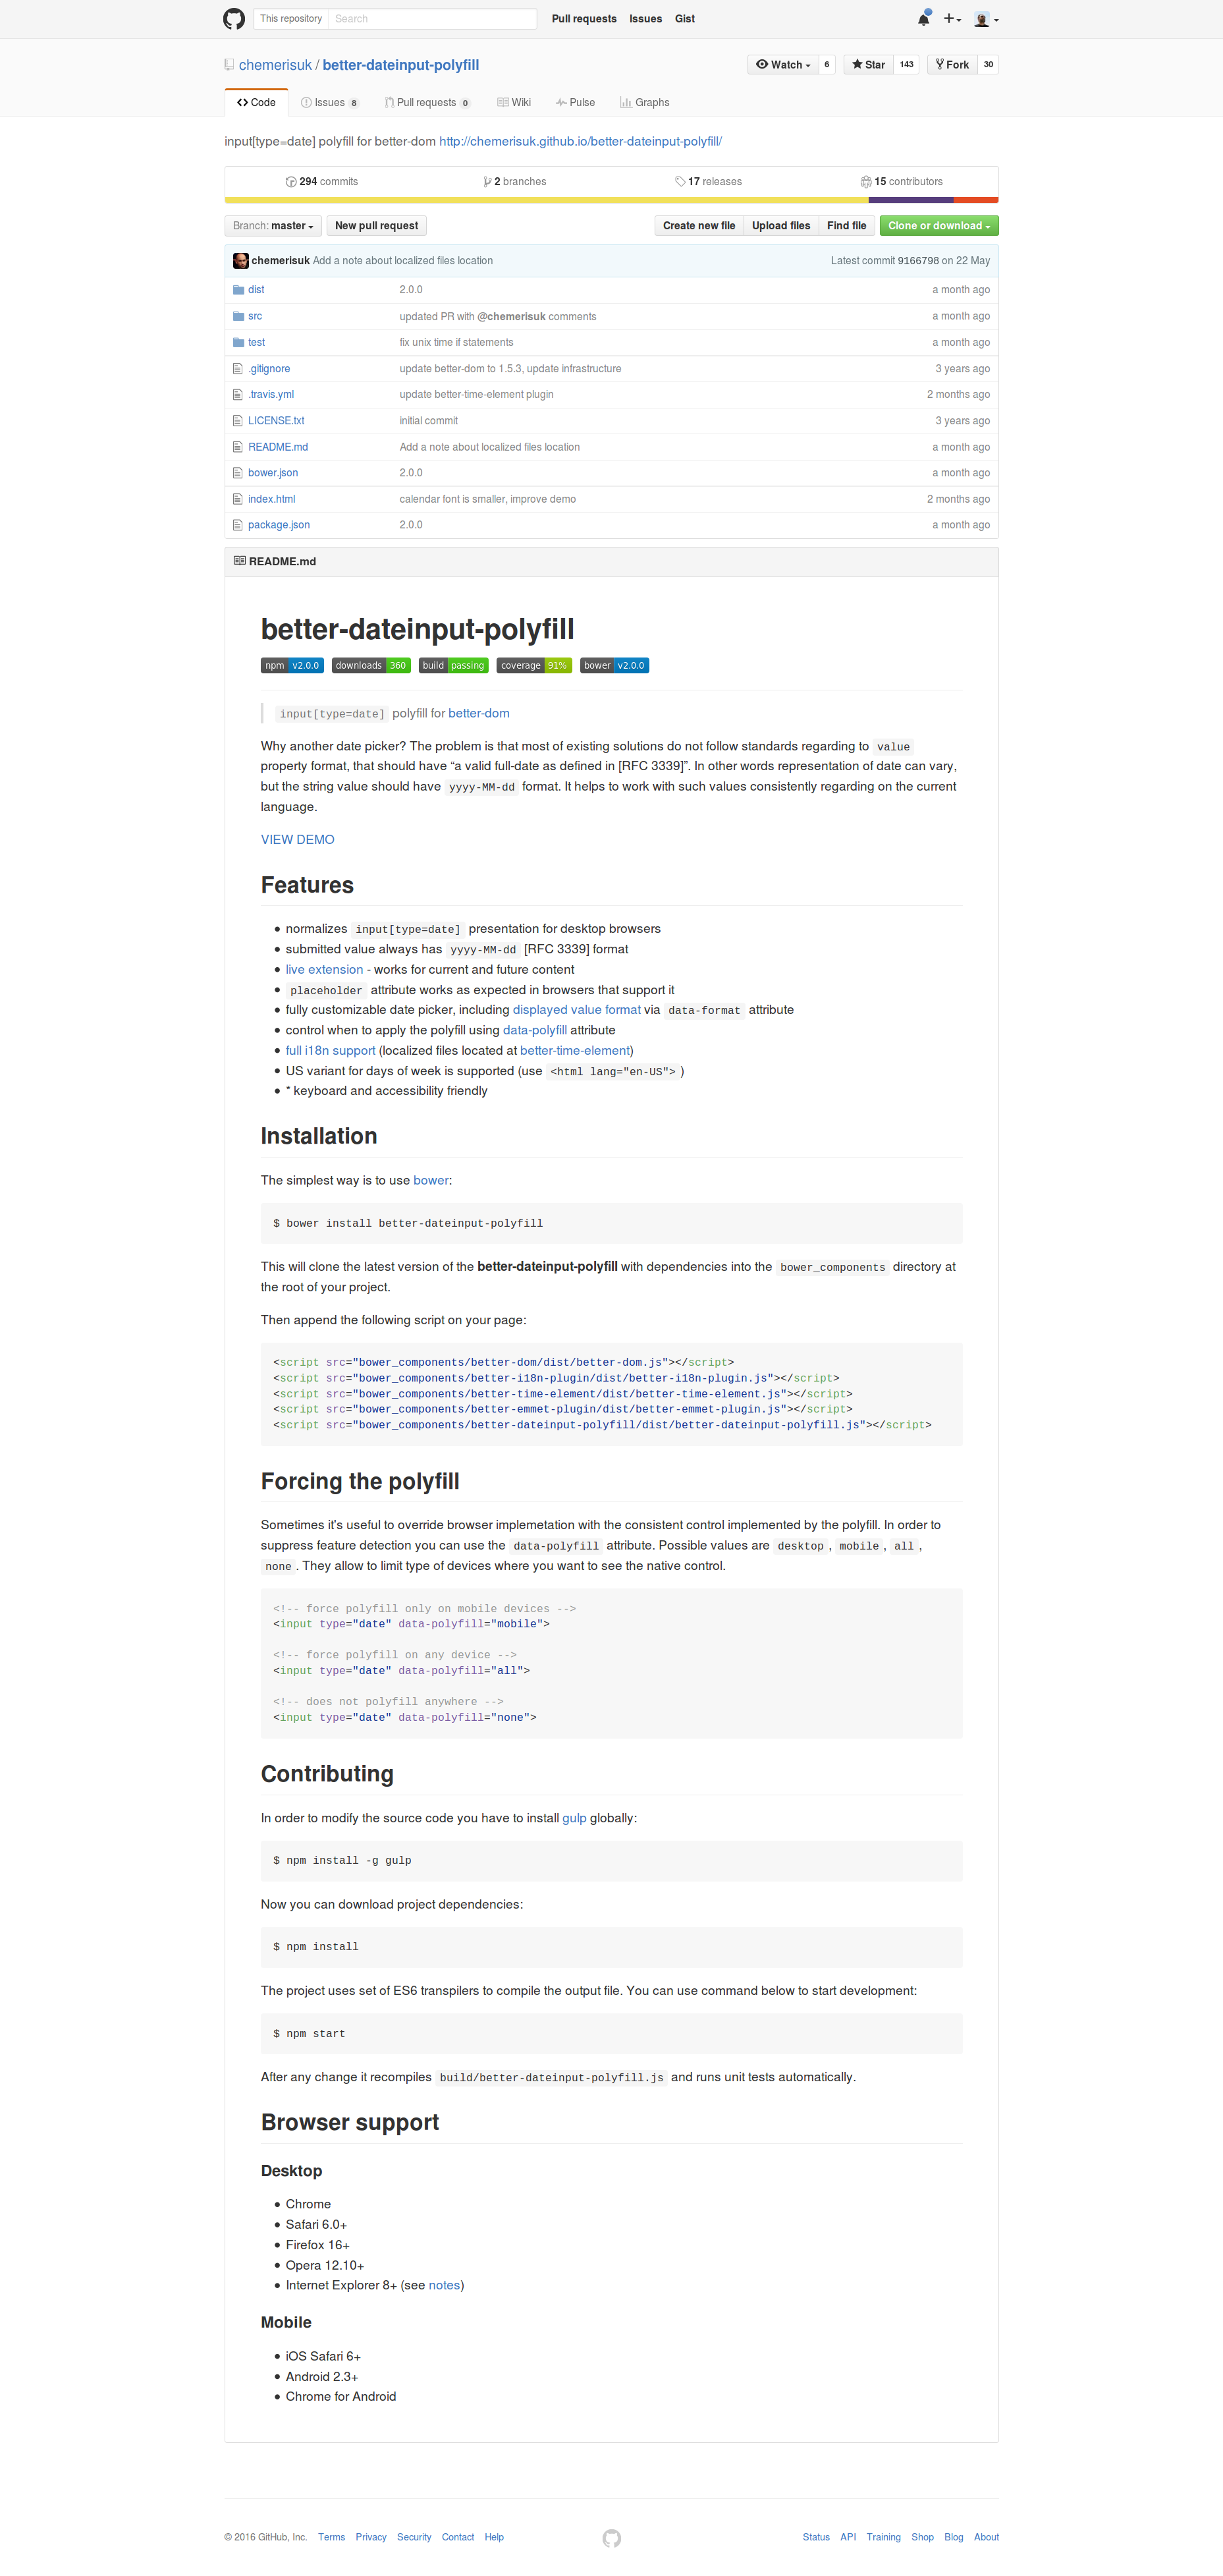 This repository Search Pull requests Issues Gist
chemerisuk / better-dateinput-polyfill Watch 6 Star 143 Fork 30
Code Issues 8 Pull requests 0 Wiki Pulse Graphs
input[type=date] polyfill for better-dom http://chemerisuk.github.io/better-dateinput-polyfill/
294 commits 2 branches 17 releases 15 contributors
Branch: master New pull request Create new file Upload files Find file Clone or download
chemerisuk Add a note about localized files location Latest commit 9166798 on 22 May
dist 2.0.0 a month ago
src updated PR with @chemerisuk comments a month ago
test fix unix time if statements a month ago
.gitignore update better-dom to 1.5.3, update infrastructure 3 years ago
.travis.yml update better-time-element plugin 2 months ago
LICENSE.txt initial commit 3 years ago
README.md Add a note about localized files location a month ago
bower.json 2.0.0 a month ago
index.html calendar font is smaller, improve demo 2 months ago
package.json 2.0.0 a month ago
README.md
better-dateinput-polyfill
npm v2.0.0 downloads 360 build passing coverage 91% bower v2.0.0
input[type=date] polyfill for better-dom
Why another date picker? The problem is that most of existing solutions do not follow standards regarding to value
property format, that should have “a valid full-date as defined in [RFC 3339]”. In other words representation of date can vary,
but the string value should have yyyy-MM-dd format. It helps to work with such values consistently regarding on the current
language.
VIEW DEMO
Features
• normalizes input[type=date] presentation for desktop browsers
• submitted value always has yyyy-MM-dd [RFC 3339] format
• live extension - works for current and future content
• placeholder attribute works as expected in browsers that support it
• fully customizable date picker, including displayed value format via data-format attribute
• control when to apply the polyfill using data-polyfill attribute
• full i18n support (localized files located at better-time-element)
• US variant for days of week is supported (use <html lang="en-US"> )
• * keyboard and accessibility friendly
Installation
The simplest way is to use bower:
$ bower install better-dateinput-polyfill
This will clone the latest version of the better-dateinput-polyfill with dependencies into the bower_components directory at
the root of your project.
Then append the following script on your page:
<script src="bower_components/better-dom/dist/better-dom.js"></script>
<script src="bower_components/better-i18n-plugin/dist/better-i18n-plugin.js"></script>
<script src="bower_components/better-time-element/dist/better-time-element.js"></script>
<script src="bower_components/better-emmet-plugin/dist/better-emmet-plugin.js"></script>
<script src="bower_components/better-dateinput-polyfill/dist/better-dateinput-polyfill.js"></script>
Forcing the polyfill
Sometimes it's useful to override browser implemetation with the consistent control implemented by the polyfill. In order to
suppress feature detection you can use the data-polyfill attribute. Possible values are desktop , mobile , all ,
none . They allow to limit type of devices where you want to see the native control.
<!-- force polyfill only on mobile devices -->
<input type="date" data-polyfill="mobile">
<!-- force polyfill on any device -->
<input type="date" data-polyfill="all">
<!-- does not polyfill anywhere -->
<input type="date" data-polyfill="none">
Contributing
In order to modify the source code you have to install gulp globally:
$ npm install -g gulp
Now you can download project dependencies:
$ npm install
The project uses set of ES6 transpilers to compile the output file. You can use command below to start development:
$ npm start
After any change it recompiles build/better-dateinput-polyfill.js and runs unit tests automatically.
Browser support
Desktop
• Chrome
• Safari 6.0+
• Firefox 16+
• Opera 12.10+
• Internet Explorer 8+ (see notes)
Mobile
• iOS Safari 6+
• Android 2.3+
• Chrome for Android
© 2016 GitHub, Inc. Terms Privacy Security Contact Help Status API Training Shop Blog About